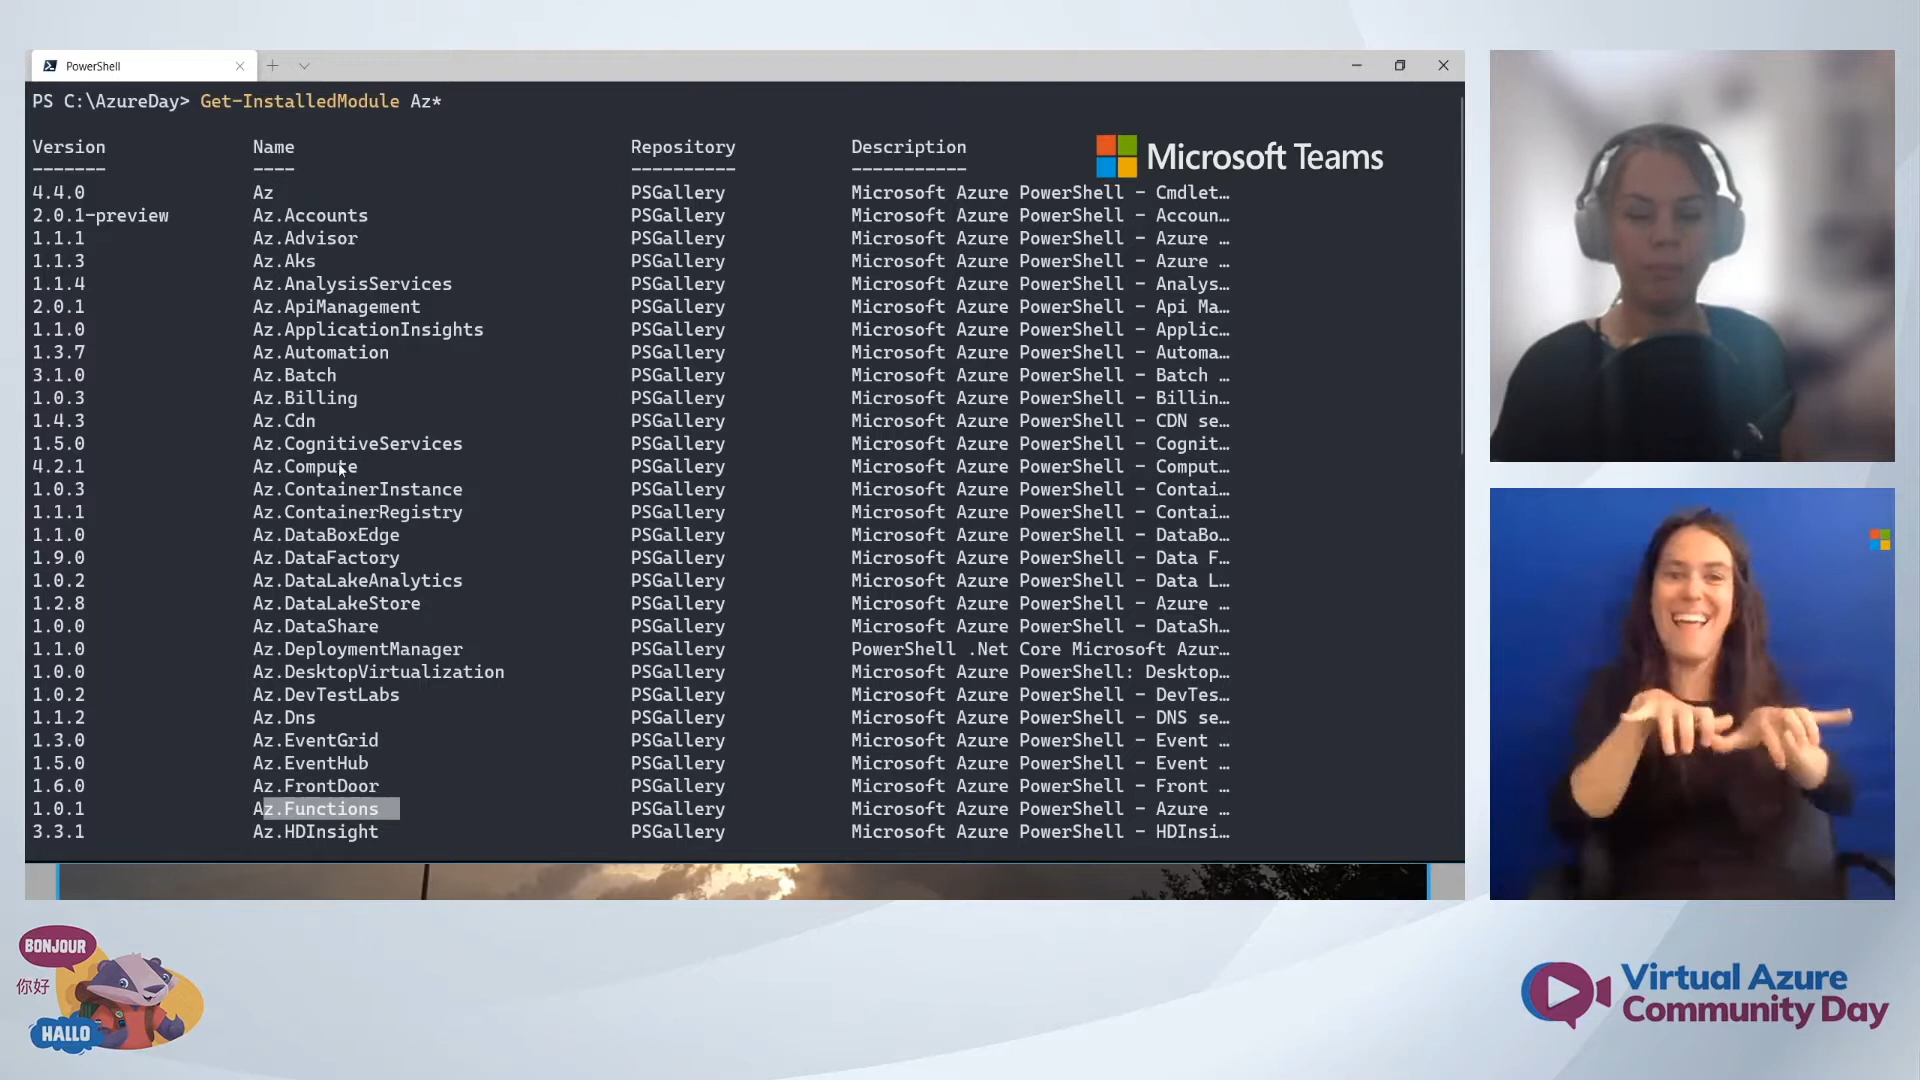 PowerShell
PS C:\AzureDay> Get-InstalledModule Az*
Version Name Repository Description
------- ---- ---------- -----------
4.4.0 Az PSGallery Microsoft Azure PowerShell - Cmdlet…
2.0.1-preview Az.Accounts PSGallery Microsoft Azure PowerShell - Accoun…
1.1.1 Az.Advisor PSGallery Microsoft Azure PowerShell - Azure …
1.1.3 Az.Aks PSGallery Microsoft Azure PowerShell - Azure …
1.1.4 Az.AnalysisServices PSGallery Microsoft Azure PowerShell - Analys…
2.0.1 Az.ApiManagement PSGallery Microsoft Azure PowerShell - Api Ma…
1.1.0 Az.ApplicationInsights PSGallery Microsoft Azure PowerShell - Applic…
1.3.7 Az.Automation PSGallery Microsoft Azure PowerShell - Automa…
3.1.0 Az.Batch PSGallery Microsoft Azure PowerShell - Batch …
1.0.3 Az.Billing PSGallery Microsoft Azure PowerShell - Billin…
1.4.3 Az.Cdn PSGallery Microsoft Azure PowerShell - CDN se…
1.5.0 Az.CognitiveServices PSGallery Microsoft Azure PowerShell - Cognit…
4.2.1 Az.Compute PSGallery Microsoft Azure PowerShell - Comput…
1.0.3 Az.ContainerInstance PSGallery Microsoft Azure PowerShell - Contai…
1.1.1 Az.ContainerRegistry PSGallery Microsoft Azure PowerShell - Contai…
1.1.0 Az.DataBoxEdge PSGallery Microsoft Azure PowerShell - DataBo…
1.9.0 Az.DataFactory PSGallery Microsoft Azure PowerShell - Data F…
1.0.2 Az.DataLakeAnalytics PSGallery Microsoft Azure PowerShell - Data L…
1.2.8 Az.DataLakeStore PSGallery Microsoft Azure PowerShell - Azure …
1.0.0 Az.DataShare PSGallery Microsoft Azure PowerShell - DataSh…
1.1.0 Az.DeploymentManager PSGallery PowerShell .Net Core Microsoft Azur…
1.0.0 Az.DesktopVirtualization PSGallery Microsoft Azure PowerShell: Desktop…
1.0.2 Az.DevTestLabs PSGallery Microsoft Azure PowerShell - DevTes…
1.1.2 Az.Dns PSGallery Microsoft Azure PowerShell - DNS se…
1.3.0 Az.EventGrid PSGallery Microsoft Azure PowerShell - Event …
1.5.0 Az.EventHub PSGallery Microsoft Azure PowerShell - Event …
1.6.0 Az.FrontDoor PSGallery Microsoft Azure PowerShell - Front …
1.0.1 Az.Functions PSGallery Microsoft Azure PowerShell - Azure …
3.3.1 Az.HDInsight PSGallery Microsoft Azure PowerShell - HDInsi…
Microsoft Teams
BONJOUR
你好
HALLO
Virtual Azure
Community Day